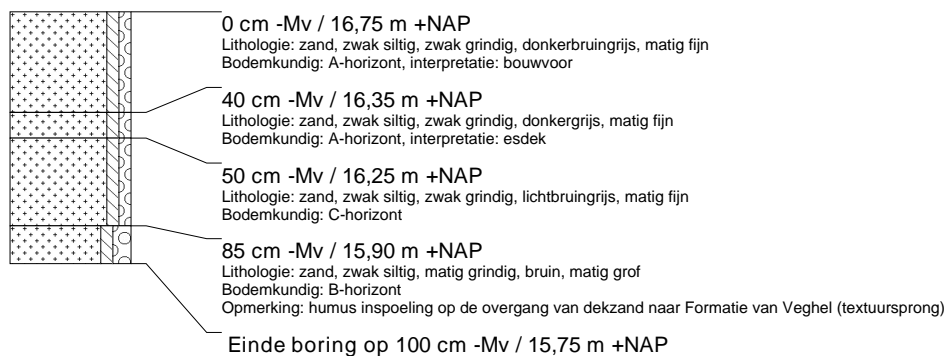 0 cm -Mv / 16,75 m +NAP
Lithologie: zand, zwak siltig, zwak grindig, donkerbruingrijs, matig fijn
Bodemkundig: A-horizont, interpretatie: bouwvoor
40 cm -Mv / 16,35 m +NAP
Lithologie: zand, zwak siltig, zwak grindig, donkergrijs, matig fijn
Bodemkundig: A-horizont, interpretatie: esdek
50 cm -Mv / 16,25 m +NAP
Lithologie: zand, zwak siltig, zwak grindig, lichtbruingrijs, matig fijn
Bodemkundig: C-horizont
85 cm -Mv / 15,90 m +NAP
Lithologie: zand, zwak siltig, matig grindig, bruin, matig grof
Bodemkundig: B-horizont
Opmerking: humus inspoeling op de overgang van dekzand naar Formatie van Veghel (textuursprong)
Einde boring op 100 cm -Mv / 15,75 m +NAP